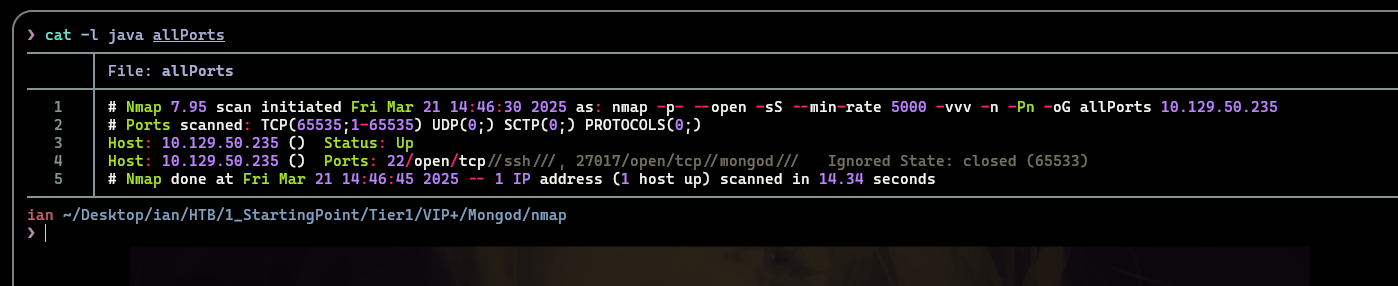 ❯ cat -l java allPorts
File: allPorts
1 # Nmap 7.95 scan initiated Fri Mar 21 14:46:30 2025 as: nmap -p- --open -sS --min-rate 5000 -vvv -n -Pn -oG allPorts 10.129.50.235
2 # Ports scanned: TCP(65535;1-65535) UDP(0;) SCTP(0;) PROTOCOLS(0;)
3 Host: 10.129.50.235 ()  Status: Up
4 Host: 10.129.50.235 ()  Ports: 22/open/tcp//ssh///, 27017/open/tcp//mongod///   Ignored State: closed (65533)
5 # Nmap done at Fri Mar 21 14:46:45 2025 -- 1 IP address (1 host up) scanned in 14.34 seconds
ian ~/Desktop/ian/HTB/1_StartingPoint/Tier1/VIP+/Mongod/nmap
❯